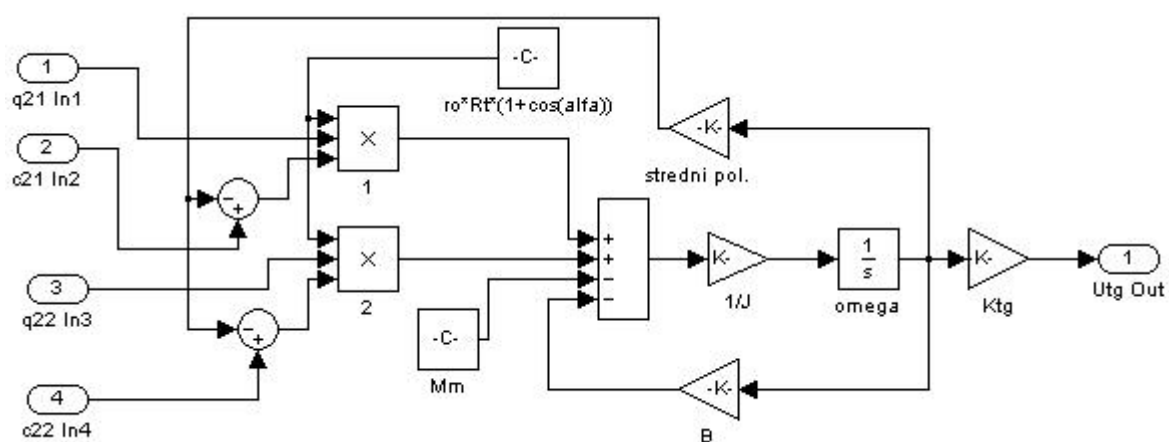 1
q21 In1
2
c21 In2
3
q22 In3
4
c22 In4
-C-
ro*Rt*(1+cos(alfa))
×
1
×
2
-C-
Mm
-
+
-
+
+
+
-
-
-K-
stredni pol.
K-
1/J
1
s
omega
K-
Ktg
1
Utg Out
-K-
B